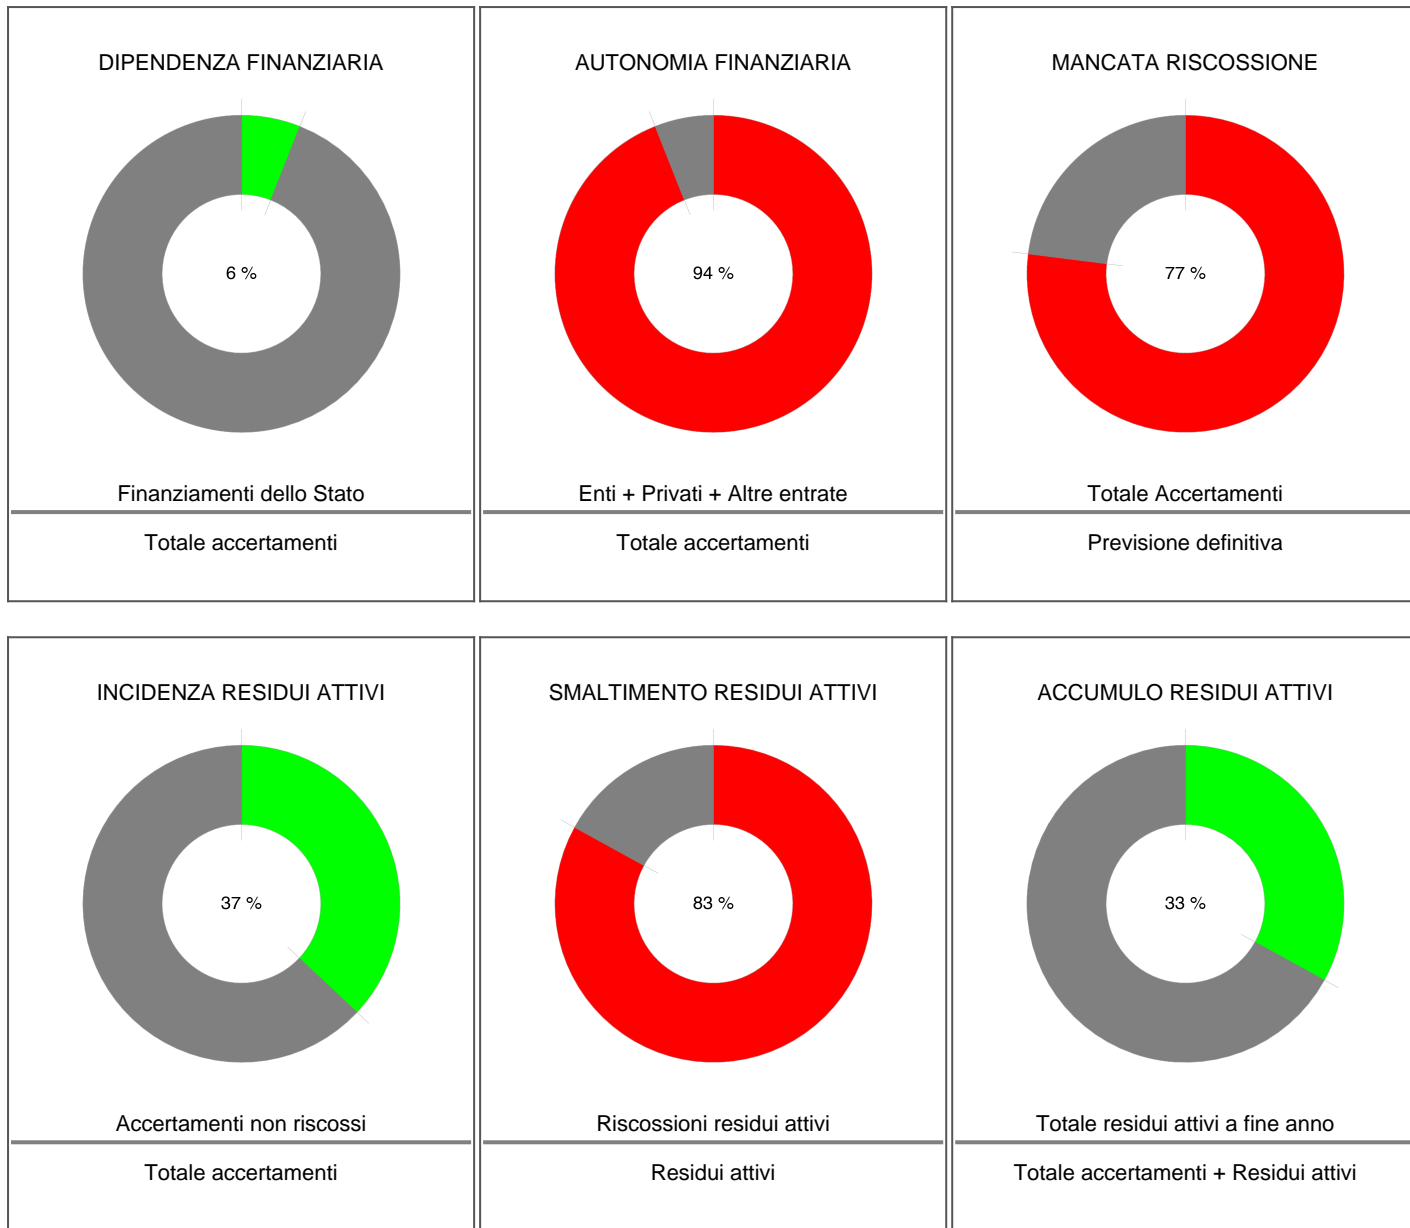 DIPENDENZA FINANZIARIA
6 %
Finanziamenti dello Stato
Totale accertamenti
AUTONOMIA FINANZIARIA
94 %
Enti + Privati + Altre entrate
Totale accertamenti
MANCATA RISCOSSIONE
77 %
Totale Accertamenti
Previsione definitiva
INCIDENZA RESIDUI ATTIVI
37 %
Accertamenti non riscossi
Totale accertamenti
SMALTIMENTO RESIDUI ATTIVI
83 %
Riscossioni residui attivi
Residui attivi
ACCUMULO RESIDUI ATTIVI
33 %
Totale residui attivi a fine anno
Totale accertamenti + Residui attivi